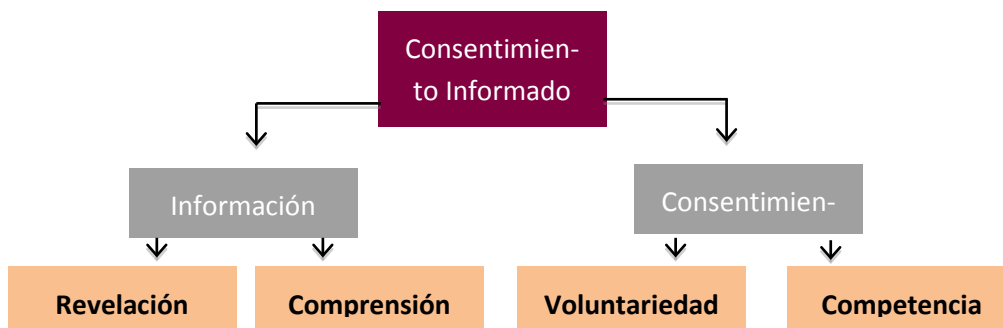 Consentimien-
to Informado
Información
Consentimien-
Revelación
Comprensión
Voluntariedad
Competencia